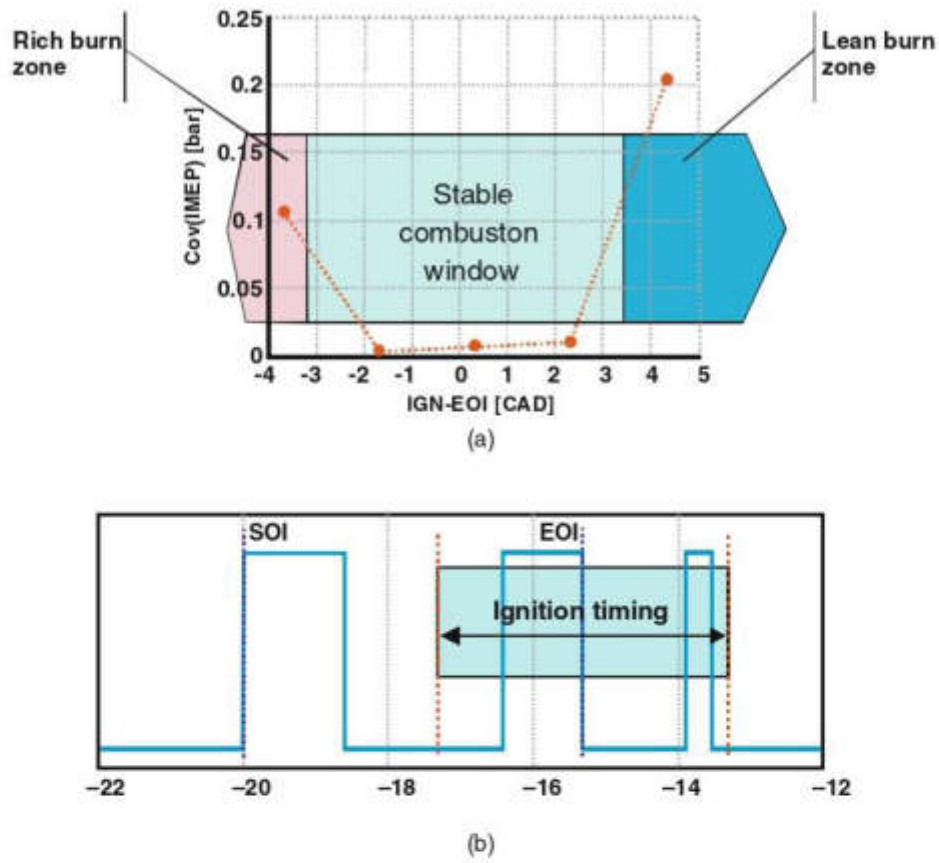 Rich burn
zone
Lean burn
zone
Cov(IMEP) [bar]
0.25
0.2
0.15
0.1
0.05
0
Stable
combuston
window
-4 -3 -2 -1 0 1 2 3 4 5
IGN-EOI [CAD]
(a)
SOI
EOI
Ignition timing
–22 –20 –18 –16 –14 –12
(b)